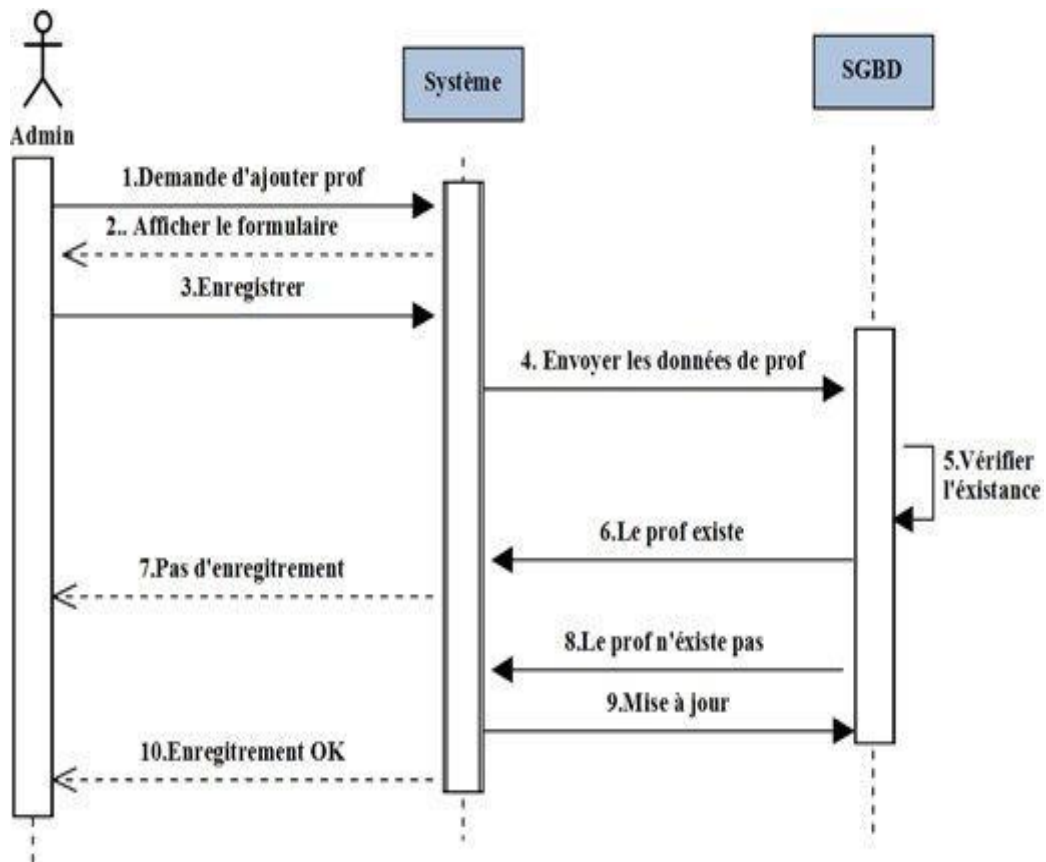 Système
SGBD
Admin
1.Demande d'ajouter prof
2.. Afficher le formulaire
3.Enregistrer
4. Envoyer les données de prof
5.Vérifier
l'éxistance
6.Le prof existe
7.Pas d'enregitrement
8.Le prof n'éxiste pas
9.Mise à jour
10.Enregitrement OK